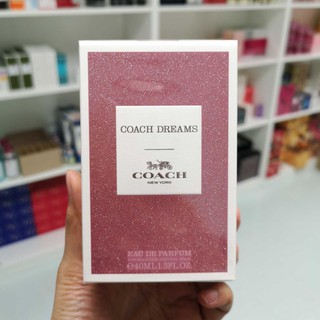 COACH DREAMS
COACH
NEW YORK
EAU DE PARFUM
e 40ML 1.3FL.OZ